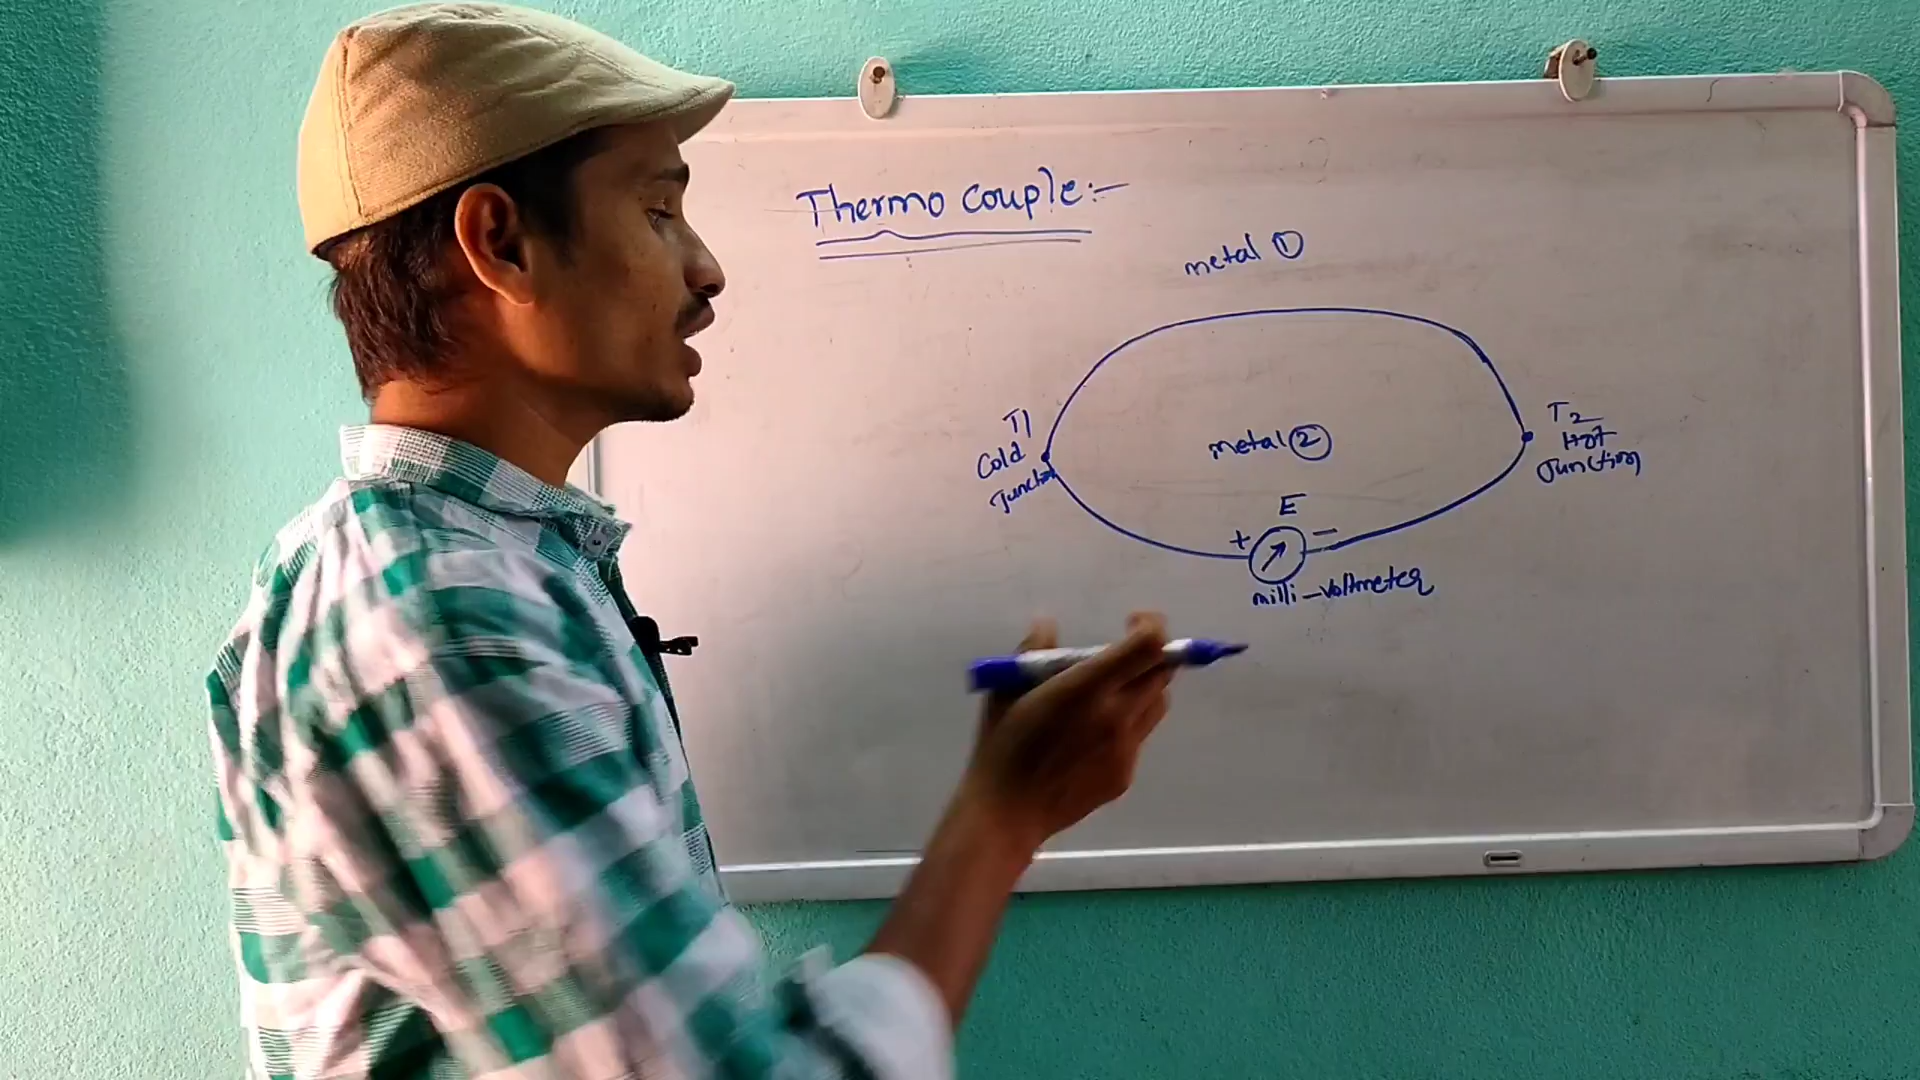 Thermo couple:-
metal ①
T1
Cold
Junction
metal ②
T2
Hot
Junction
E
+ −
milli-voltmeter